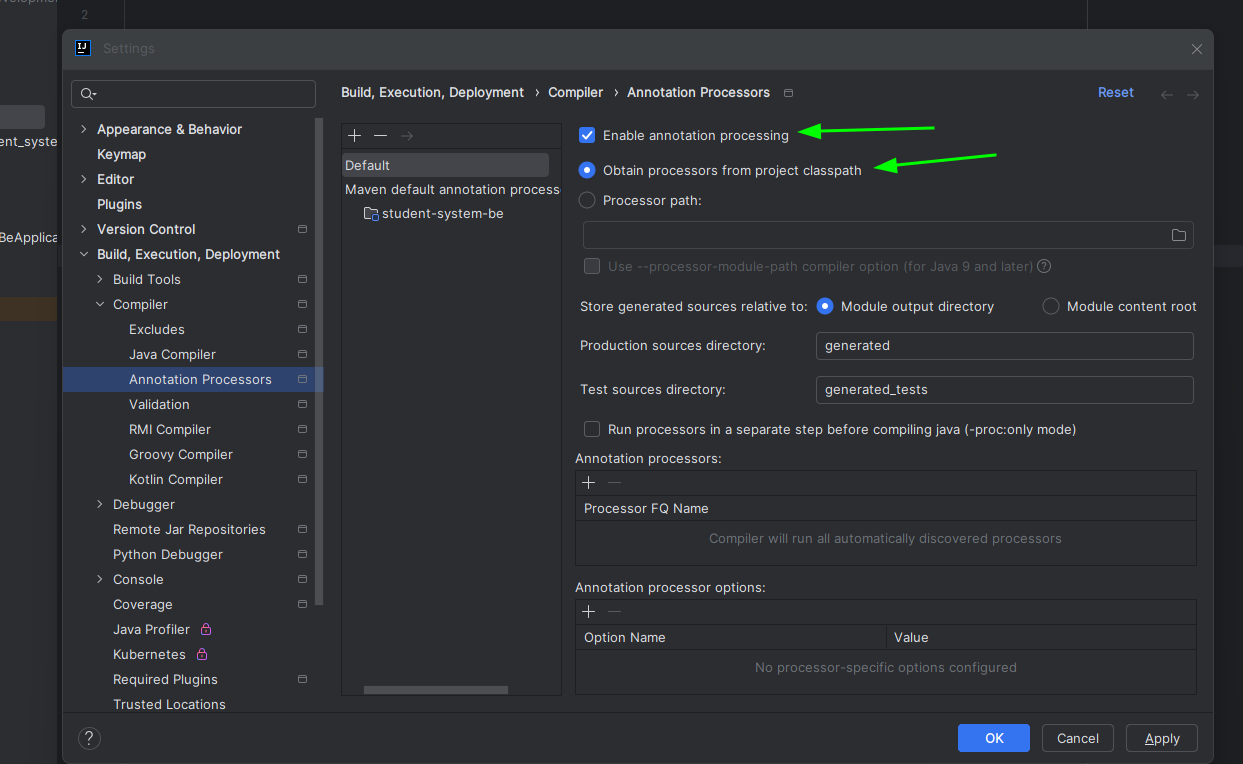 2
Settings
Build, Execution, Deployment › Compiler › Annotation Processors
Reset
Appearance & Behavior
Keymap
Editor
Plugins
Version Control
Build, Execution, Deployment
Build Tools
Compiler
Excludes
Java Compiler
Annotation Processors
Validation
RMI Compiler
Groovy Compiler
Kotlin Compiler
Debugger
Remote Jar Repositories
Python Debugger
Console
Coverage
Java Profiler
Kubernetes
Required Plugins
Trusted Locations
Default
Maven default annotation process
student-system-be
Enable annotation processing
Obtain processors from project classpath
Processor path:
Use --processor-module-path compiler option (for Java 9 and later) ?
Store generated sources relative to: Module output directory Module content root
Production sources directory: generated
Test sources directory: generated_tests
Run processors in a separate step before compiling java (-proc:only mode)
Annotation processors:
Processor FQ Name
Compiler will run all automatically discovered processors
Annotation processor options:
Option Name Value
No processor-specific options configured
?
OK Cancel Apply
ent_syste
BeApplica